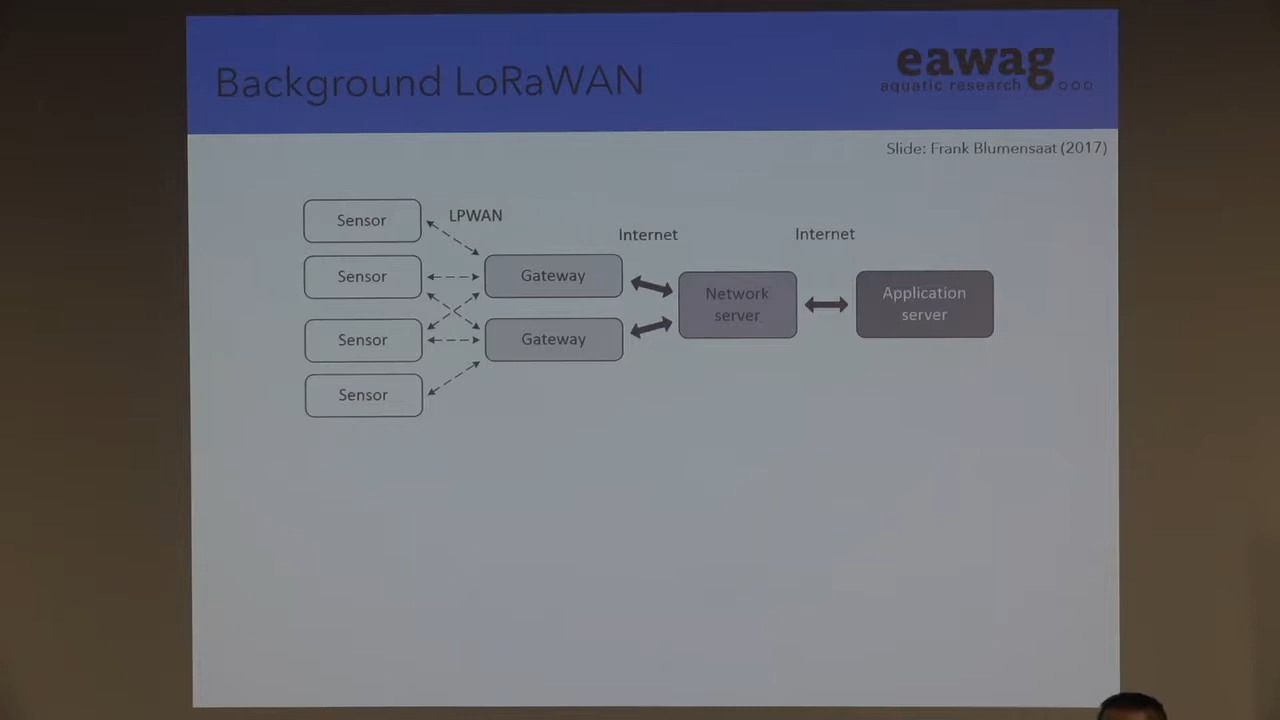 Background LoRaWAN
eawag
aquatic research
Slide: Frank Blumensaat (2017)
Sensor
LPWAN
Internet
Internet
Sensor
Gateway
Network
server
Application
server
Sensor
Gateway
Sensor